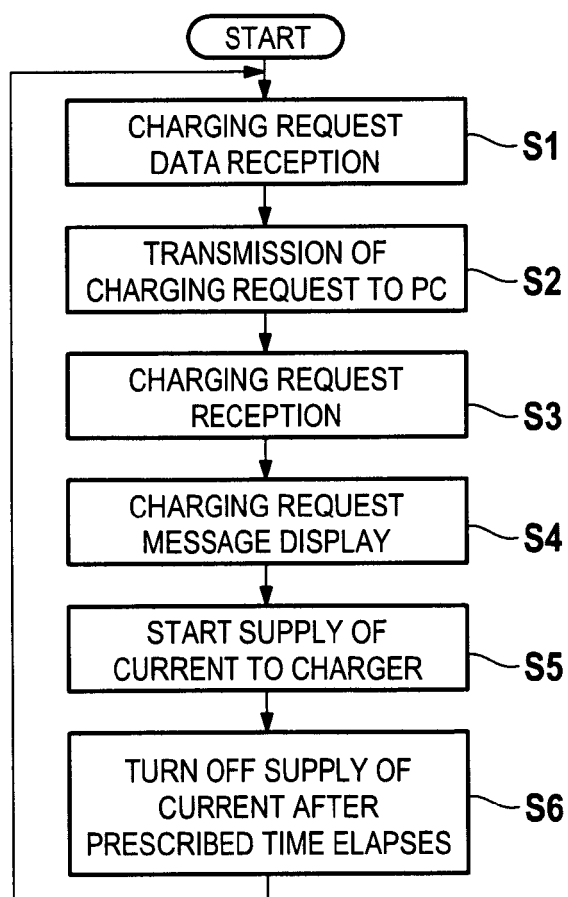 START
CHARGING REQUEST
DATA RECEPTION
S1
TRANSMISSION OF
CHARGING REQUEST TO PC
S2
CHARGING REQUEST
RECEPTION
S3
CHARGING REQUEST
MESSAGE DISPLAY
S4
START SUPPLY OF
CURRENT TO CHARGER
S5
TURN OFF SUPPLY OF
CURRENT AFTER
PRESCRIBED TIME ELAPSES
S6